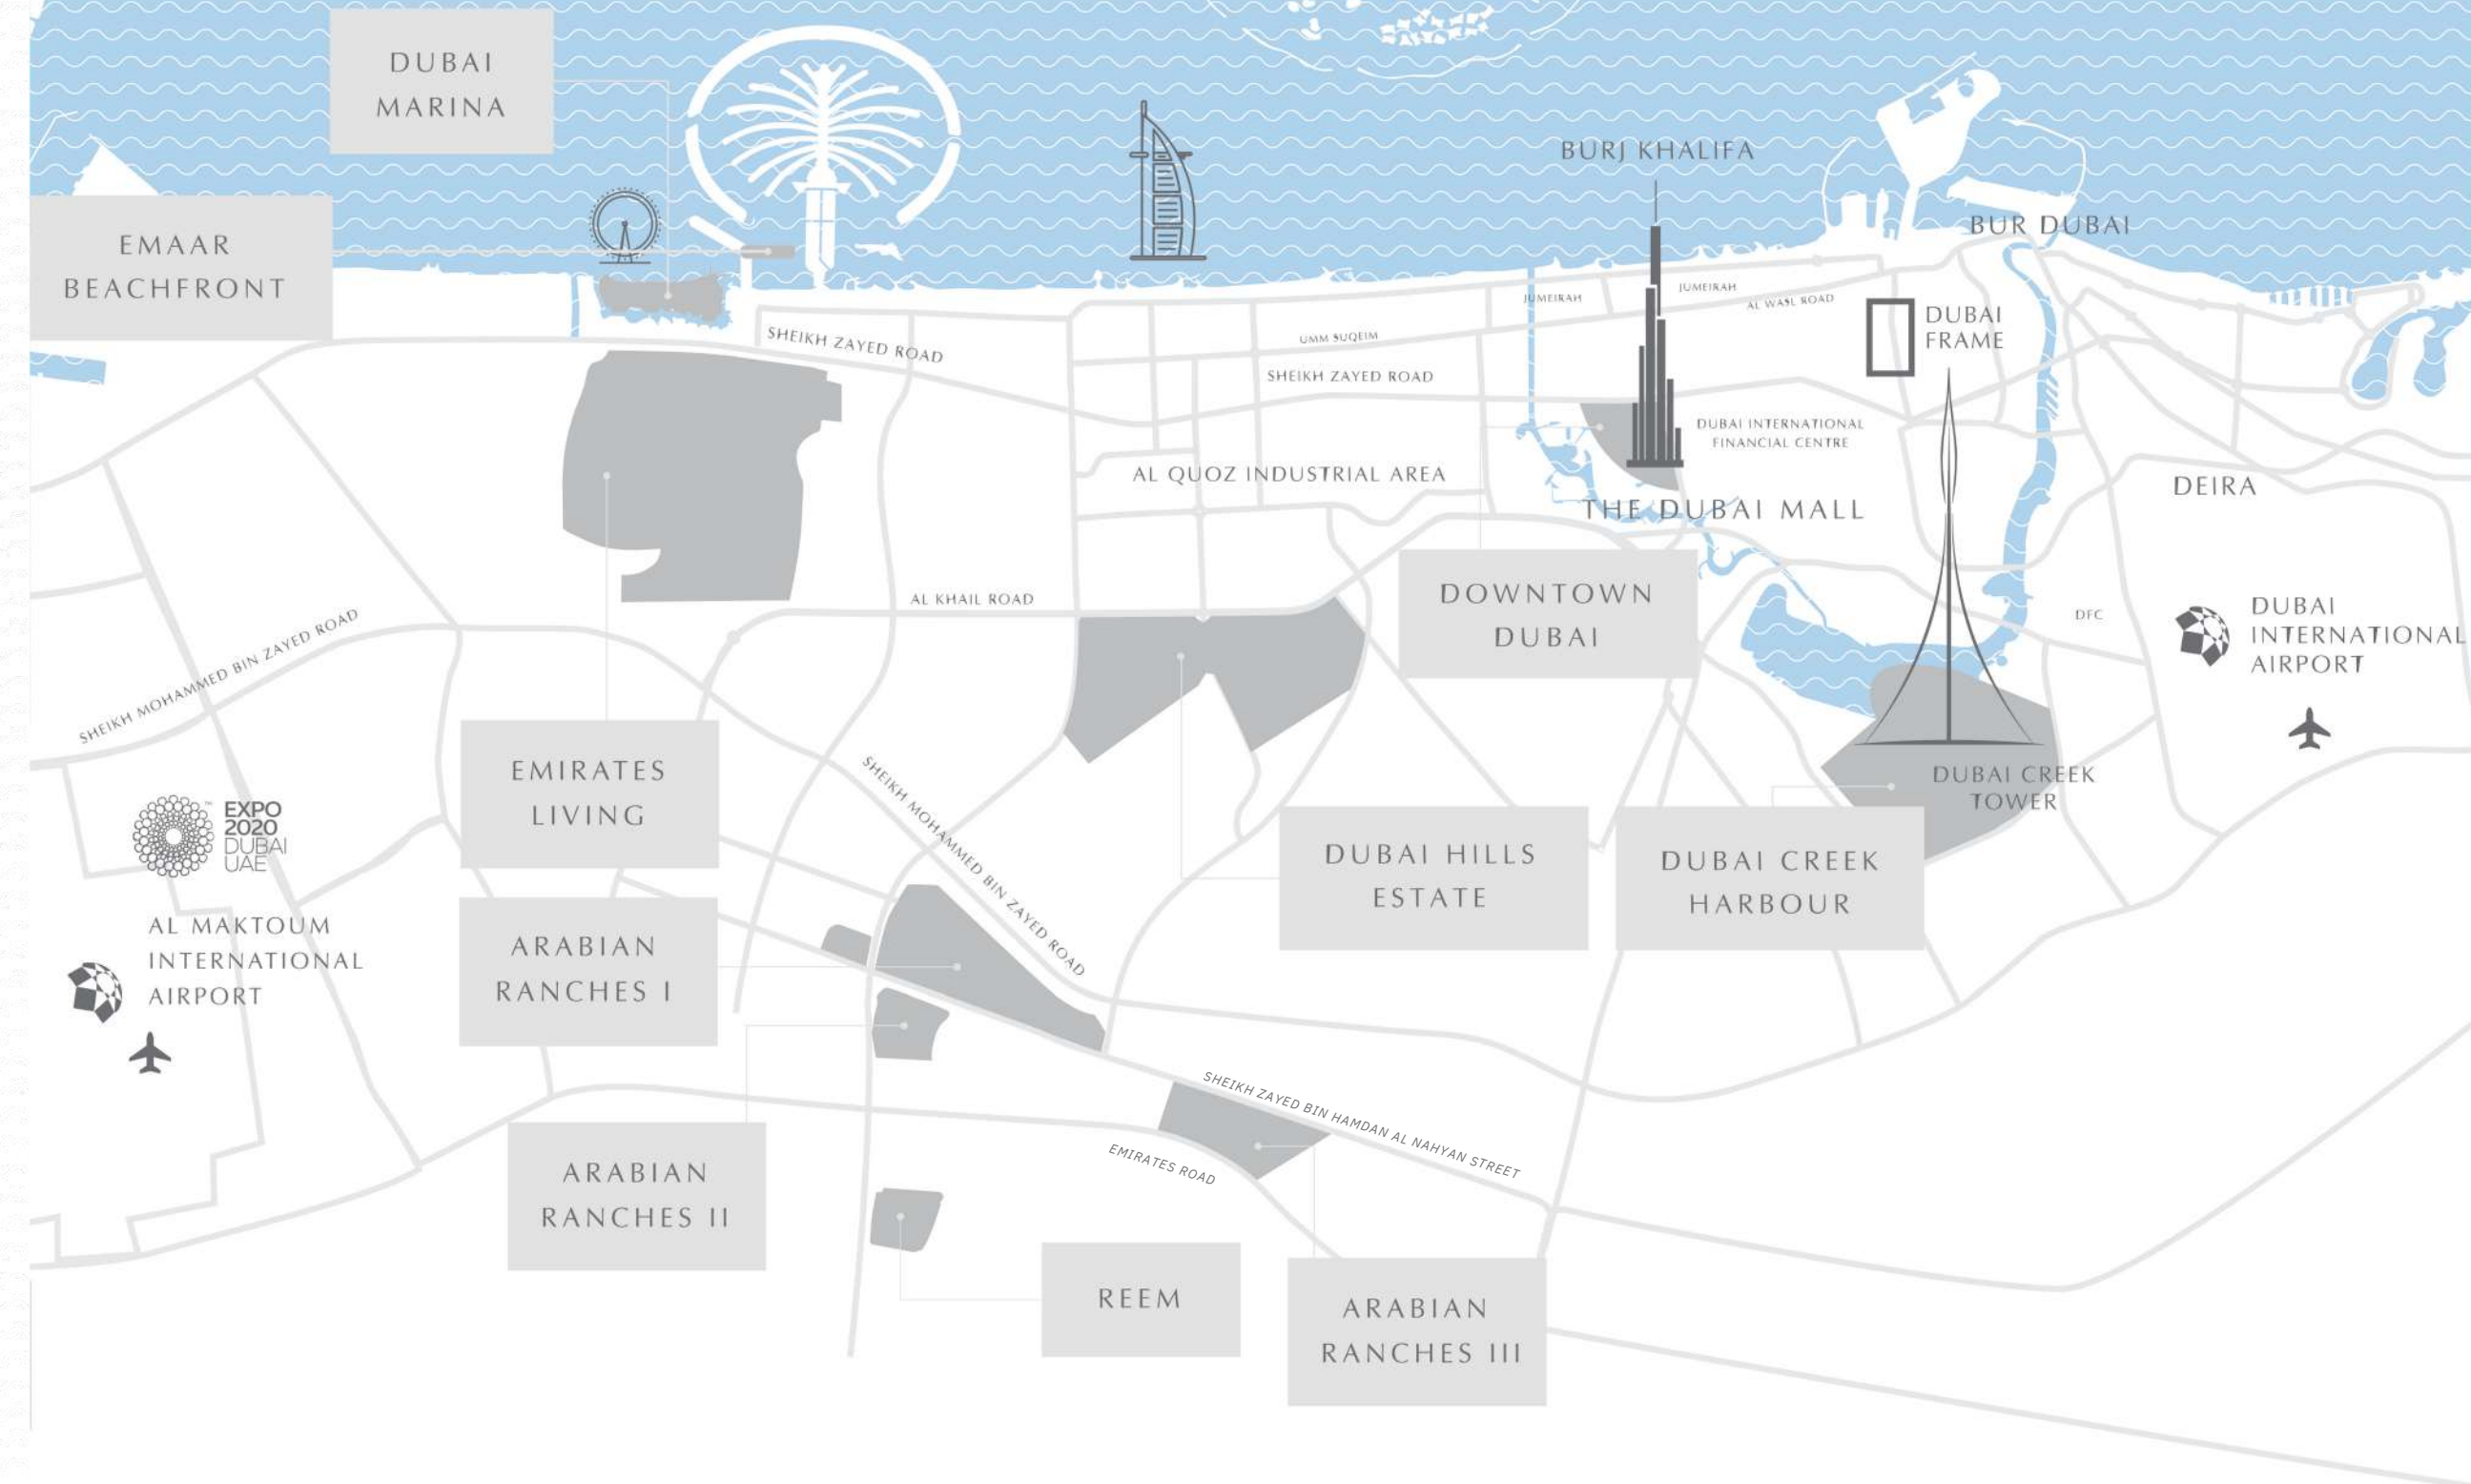 DUBAI
MARINA
BURJ KHALIFA
BUR DUBAI
EMAAR
BEACHFRONT
JUMEIRAH
JUMEIRAH
AL WASL ROAD
DUBAI
FRAME
SHEIKH ZAYED ROAD
UMM SUQEIM
SHEIKH ZAYED ROAD
DUBAI INTERNATIONAL
FINANCIAL CENTRE
AL QUOZ INDUSTRIAL AREA
THE DUBAI MALL
DEIRA
DOWNTOWN
DUBAI
AL KHAIL ROAD
DFC
DUBAI
INTERNATIONAL
AIRPORT
SHEIKH MOHAMMED BIN ZAYED ROAD
EMIRATES
LIVING
SHEIKH MOHAMMED BIN ZAYED ROAD
DUBAI CREEK
TOWER
EXPO
2020
DUBAI
UAE
DUBAI HILLS
ESTATE
DUBAI CREEK
HARBOUR
AL MAKTOUM
INTERNATIONAL
AIRPORT
ARABIAN
RANCHES I
SHEIKH ZAYED BIN HAMDAN AL NAHYAN STREET
EMIRATES ROAD
ARABIAN
RANCHES II
REEM
ARABIAN
RANCHES III